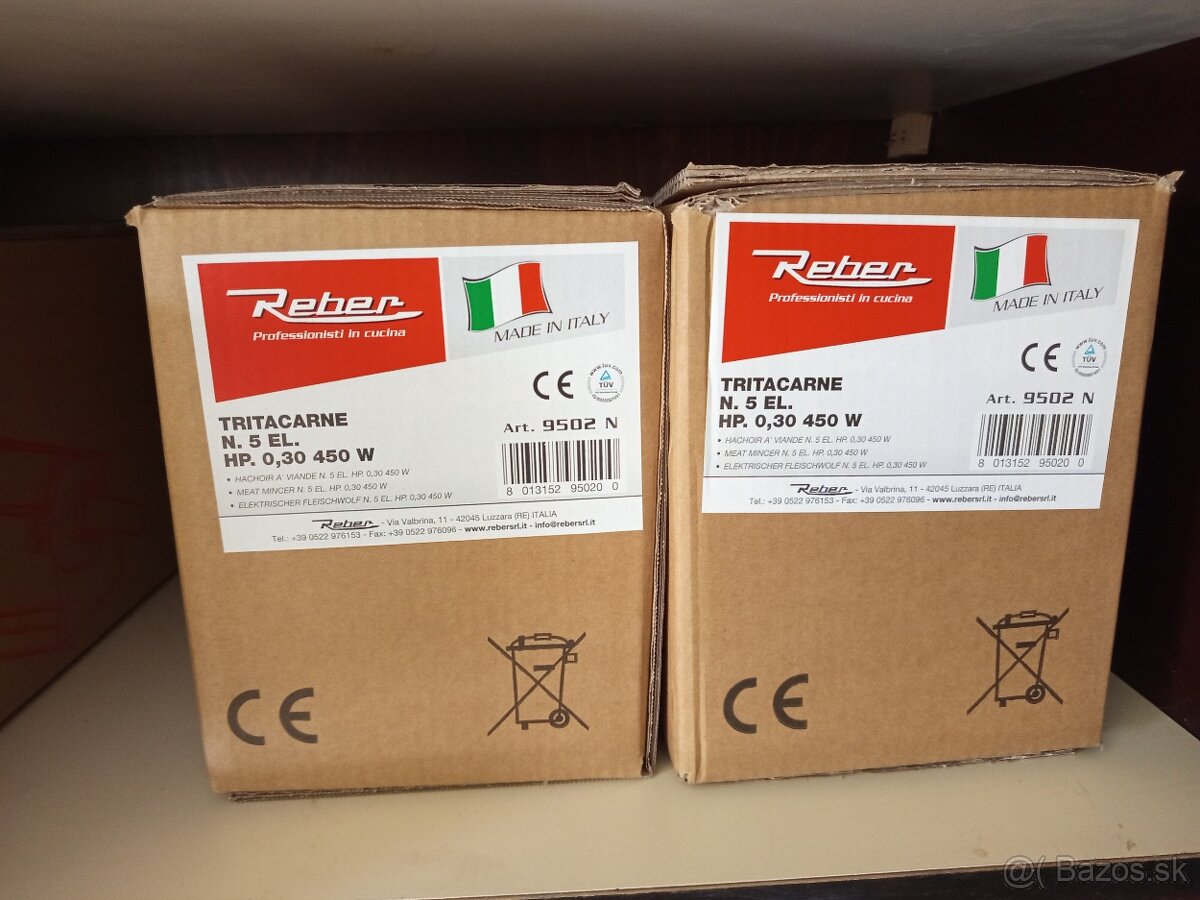 Reber
Professionisti in cucina
MADE IN ITALY
CE
www.tuv.com
TÜV
TRITACARNE
N. 5 EL.
HP. 0,30 450 W
Art. 9502 N
• HACHOIR A' VIANDE N. 5 EL. HP. 0,30 450 W
• MEAT MINCER N. 5 EL. HP. 0,30 450 W
• ELEKTRISCHER FLEISCHWOLF N. 5 EL. HP. 0,30 450 W
8 013152 95020 0
Reber - Via Valbrina, 11 - 42045 Luzzara (RE) ITALIA
Tel.: +39 0522 976153 - Fax: +39 0522 976096 - www.rebersrl.it - info@rebersrl.it
CE
Reber
Professionisti in cucina
MADE IN ITALY
CE
www.tuv.com
TÜV
TRITACARNE
N. 5 EL.
HP. 0,30 450 W
Art. 9502 N
• HACHOIR A' VIANDE N. 5 EL. HP. 0,30 450 W
• MEAT MINCER N. 5 EL. HP. 0,30 450 W
• ELEKTRISCHER FLEISCHWOLF N. 5 EL. HP. 0,30 450 W
8 013152 95020 0
Reber - Via Valbrina, 11 - 42045 Luzzara (RE) ITALIA
Tel.: +39 0522 976153 - Fax: +39 0522 976096 - www.rebersrl.it - info@rebersrl.it
CE
@( Bazos.sk